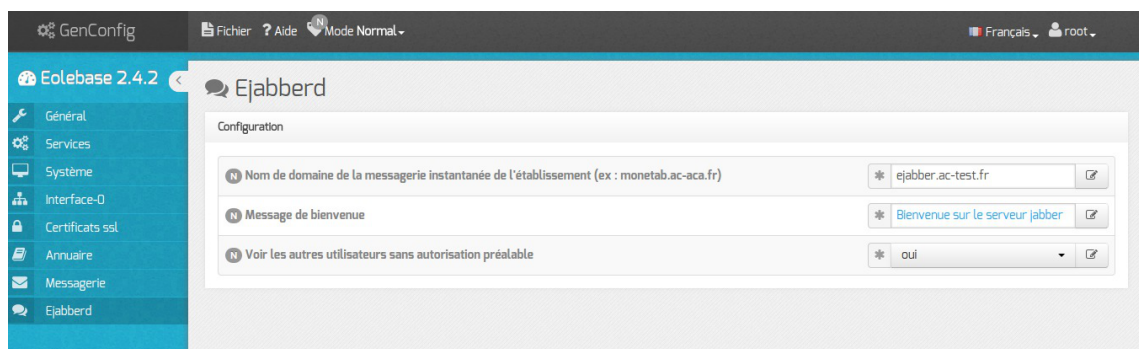 GenConfig
Fichier ? Aide N Mode Normal
Français root
Eolebase 2.4.2
Général
Services
Système
Interface-0
Certificats ssl
Annuaire
Messagerie
Ejabberd
Ejabberd
Configuration
N Nom de domaine de la messagerie instantanée de l'établissement (ex : monetab.ac-aca.fr) ejabber.ac-test.fr
N Message de bienvenue Bienvenue sur le serveur jabber
N Voir les autres utilisateurs sans autorisation préalable oui